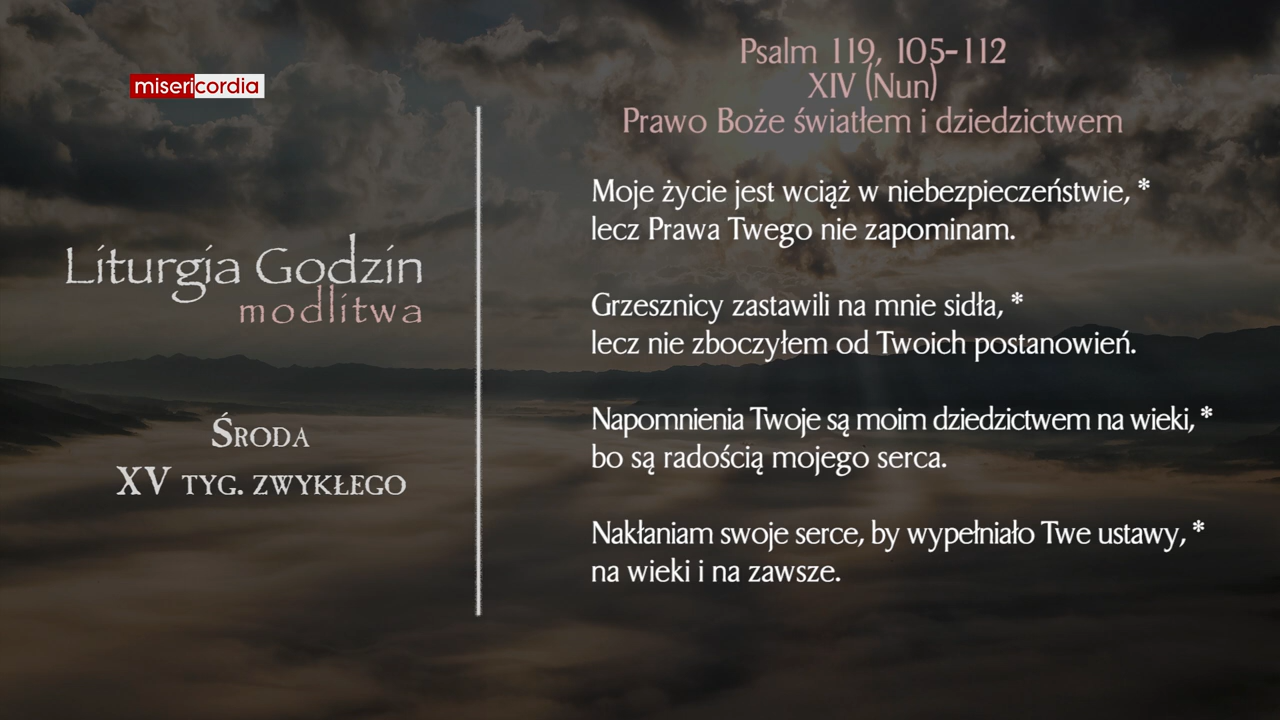 misericordia
Liturgia Godzin
modlitwa
Środa
XV tyg. zwykłego
Psalm 119, 105-112
XIV (Nun)
Prawo Boże światłem i dziedzictwem
Moje życie jest wciąż w niebezpieczeństwie, *
lecz Prawa Twego nie zapominam.
Grzesznicy zastawili na mnie sidła, *
lecz nie zboczyłem od Twoich postanowień.
Napomnienia Twoje są moim dziedzictwem na wieki, *
bo są radością mojego serca.
Nakłaniam swoje serce, by wypełniało Twe ustawy, *
na wieki i na zawsze.